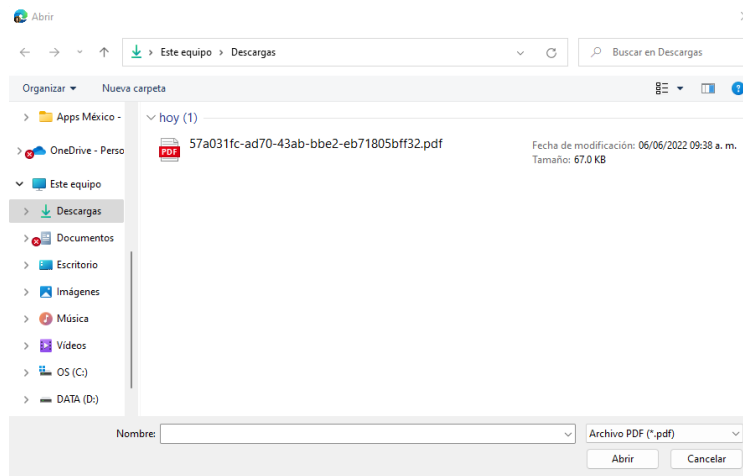 Abrir
Este equipo > Descargas
Buscar en Descargas
Organizar
Nueva carpeta
Apps México -
OneDrive - Perso
Este equipo
Descargas
Documentos
Escritorio
Imágenes
Música
Vídeos
OS (C:)
DATA (D:)
hoy (1)
PDF
57a031fc-ad70-43ab-bbe2-eb71805bff32.pdf
Fecha de modificación: 06/06/2022 09:38 a. m.
Tamaño: 67.0 KB
Nombre:
Archivo PDF (*.pdf)
Abrir
Cancelar